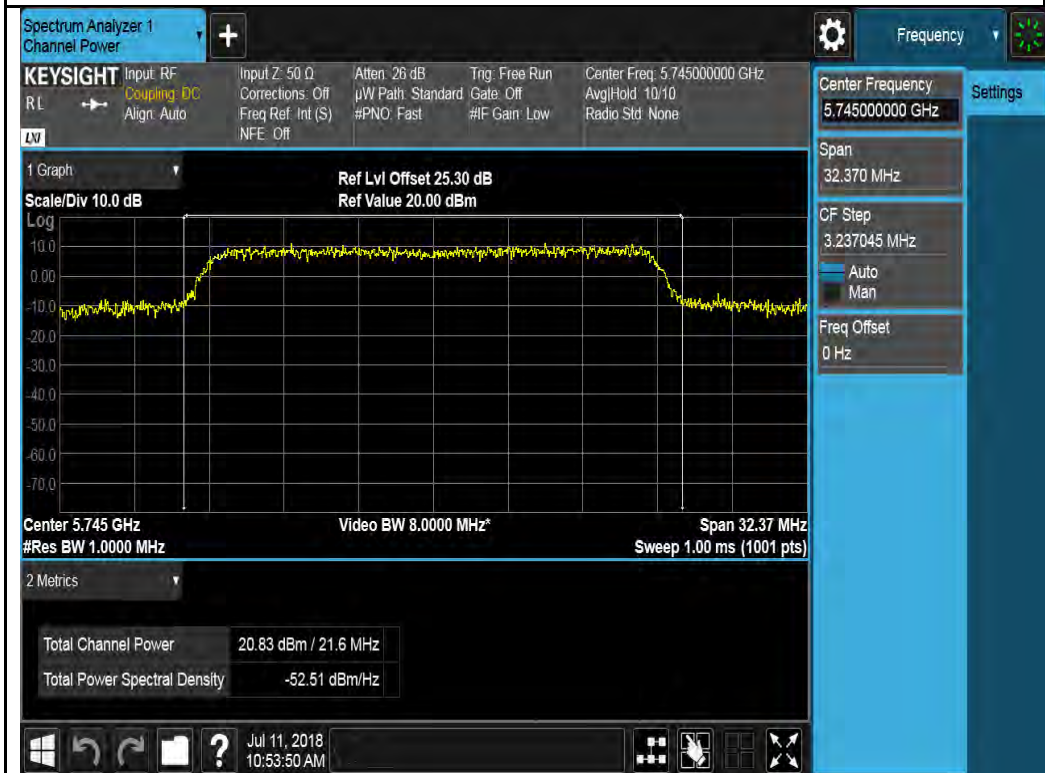 Spectrum Analyzer 1
Channel Power
+
Frequency
KEYSIGHT
RL
LXI
Input: RF
Coupling: DC
Align: Auto
Input Z: 50 Ω
Corrections: Off
Freq Ref: Int (S)
NFE: Off
Atten: 26 dB
µW Path: Standard
#PNO: Fast
Trig: Free Run
Gate: Off
#IF Gain: Low
Center Freq: 5.745000000 GHz
Avg|Hold: 10/10
Radio Std: None
Center Frequency
5.745000000 GHz
Settings
Span
32.370 MHz
CF Step
3.237045 MHz
Auto
Man
Freq Offset
0 Hz
1 Graph
Scale/Div 10.0 dB
Ref Lvl Offset 25.30 dB
Ref Value 20.00 dBm
Log
10.0
0.00
-10.0
-20.0
-30.0
-40.0
-50.0
-60.0
-70.0
Center 5.745 GHz
#Res BW 1.0000 MHz
Video BW 8.0000 MHz*
Span 32.37 MHz
Sweep 1.00 ms (1001 pts)
2 Metrics
Total Channel Power 20.83 dBm / 21.6 MHz
Total Power Spectral Density -52.51 dBm/Hz
?
Jul 11, 2018
10:53:50 AM